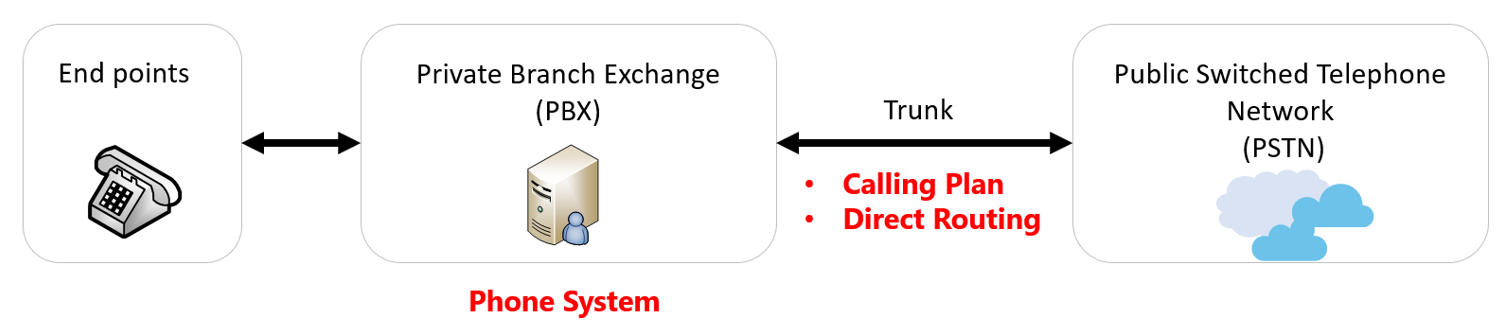 End points
Private Branch Exchange
(PBX)
Trunk
• Calling Plan
• Direct Routing
Public Switched Telephone
Network
(PSTN)
Phone System